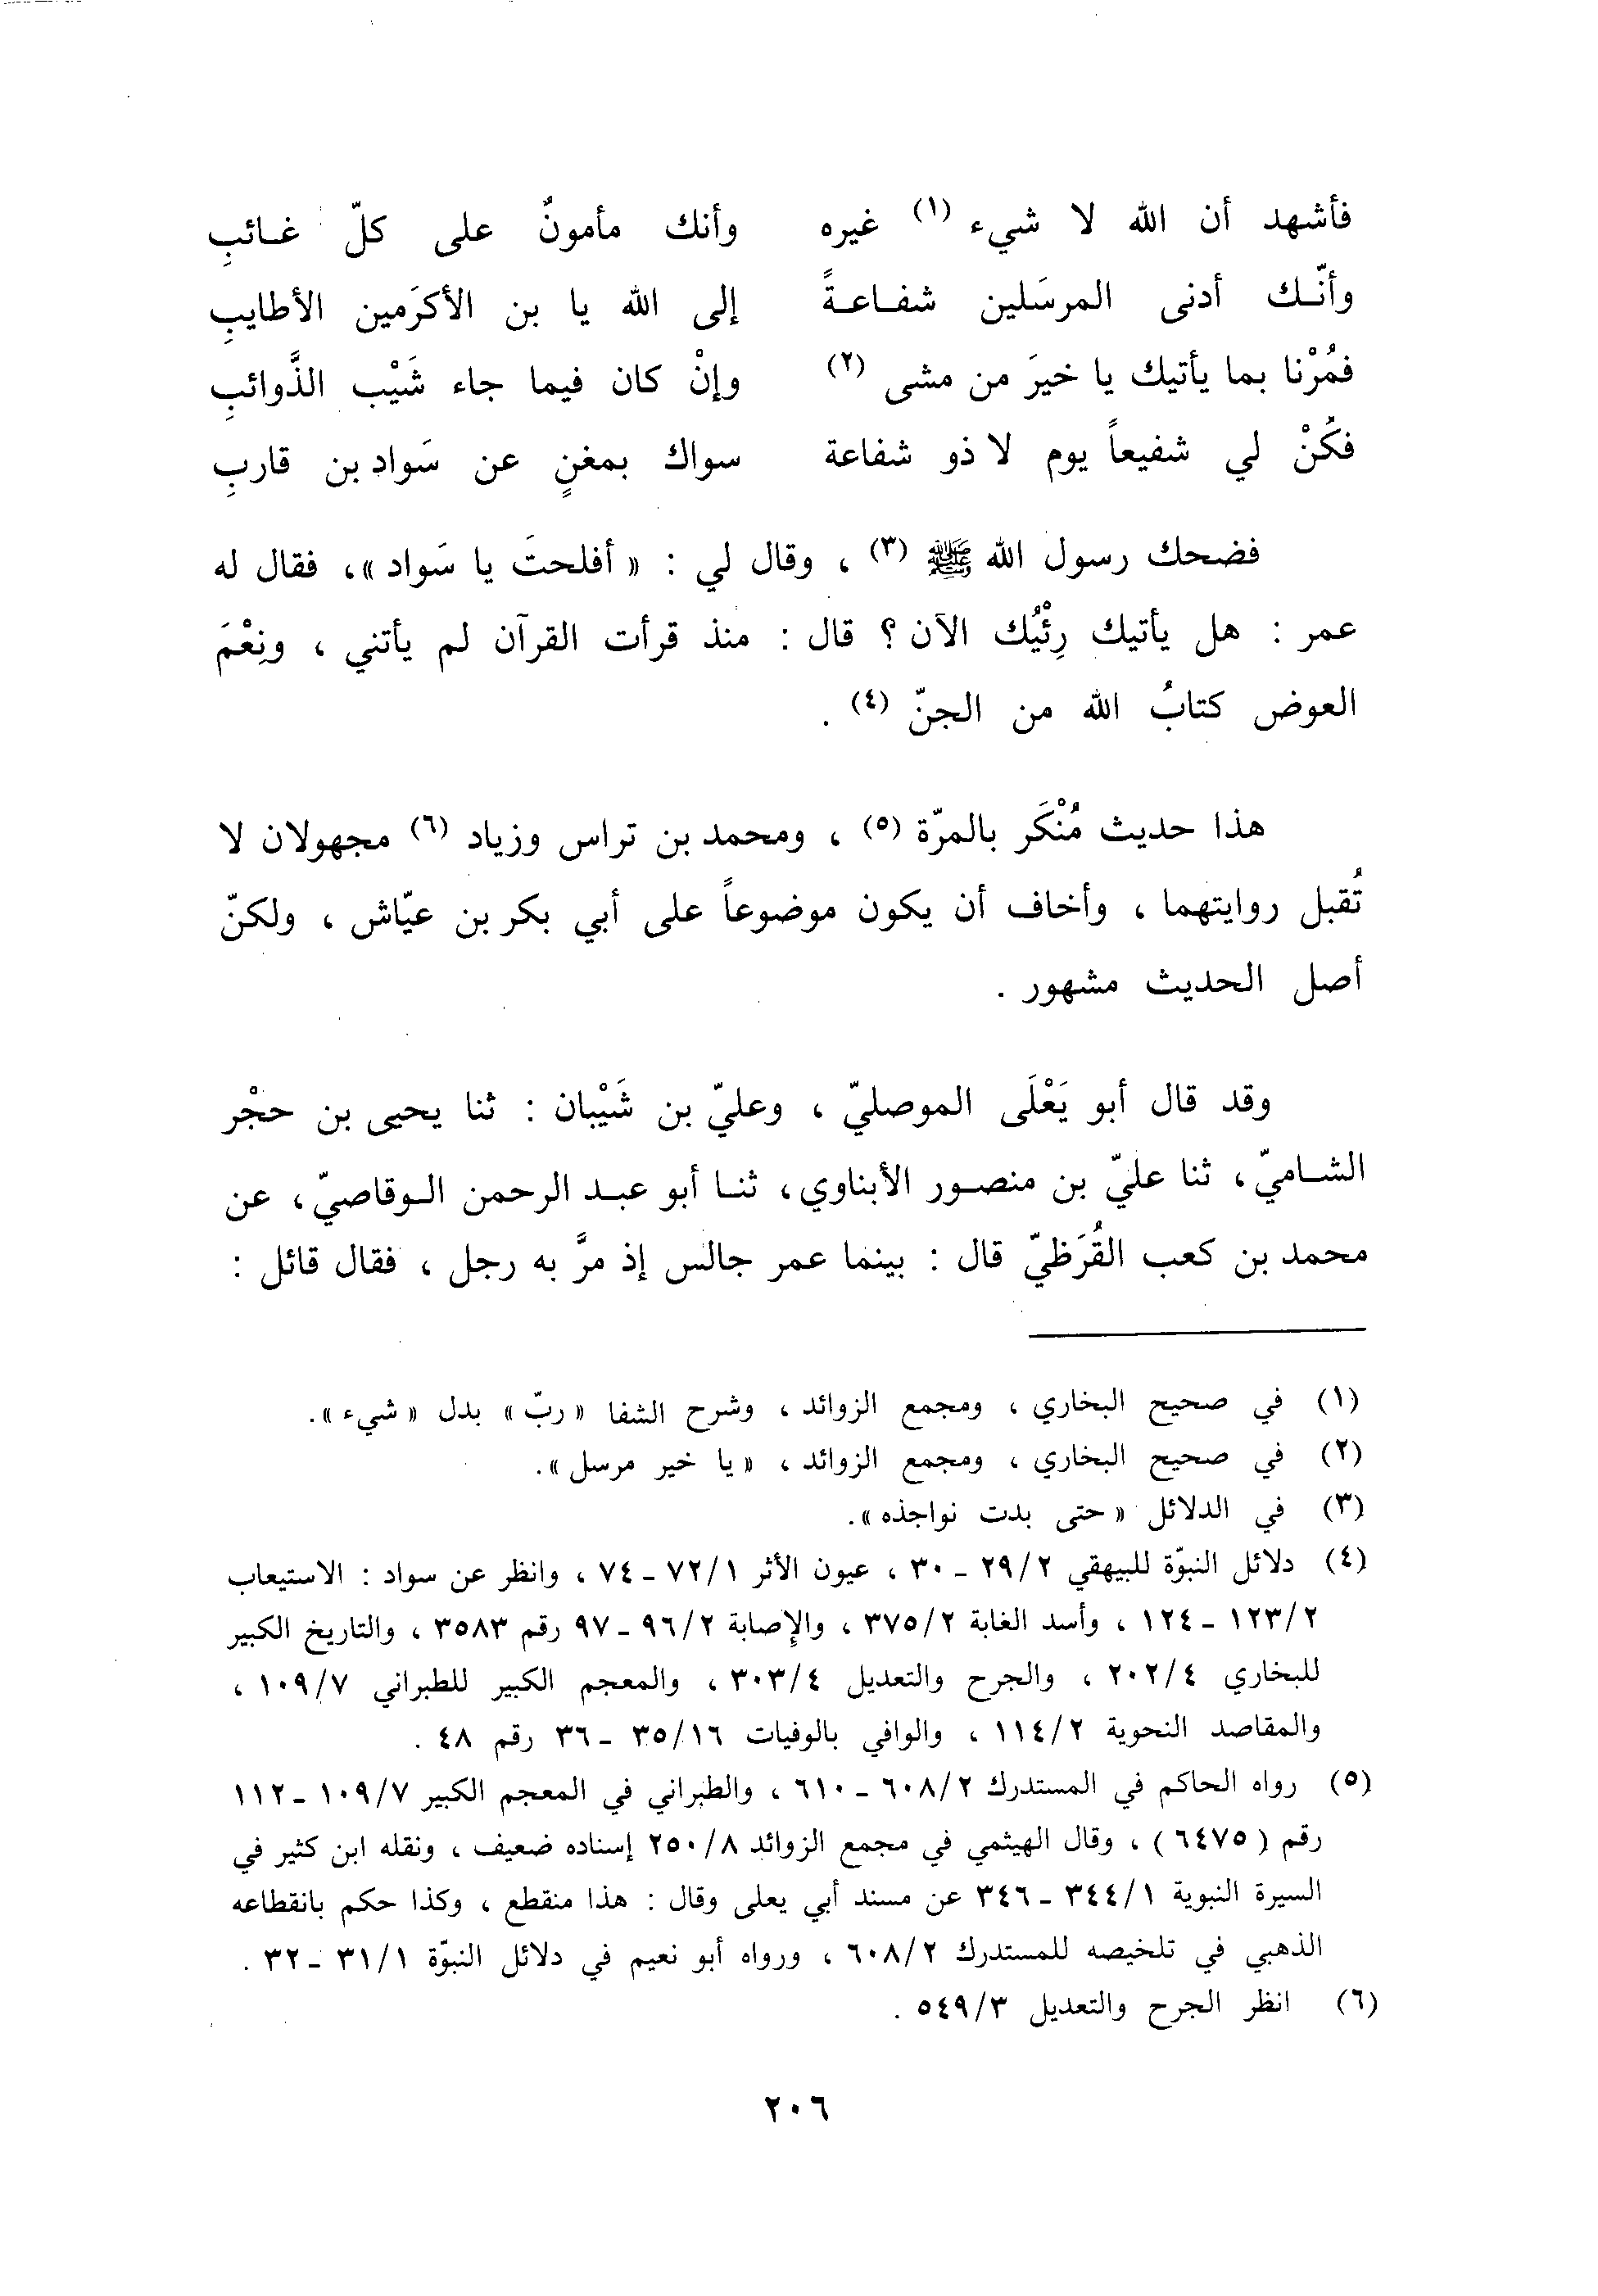 فأشهد أن الله لا شيء (١) غيره وأنك مأمونٌ على كلّ غـائبِ
وأنّـك أدنى المرسَلين شفـاعـةً إلى الله يا بن الأكرَمين الأطايبِ
فمُرْنا بما يأتيك يا خيرَ من مشى (٢) وإنْ كان فيما جاء شَيْب الذَّوائبِ
فكُنْ لي شفيعاً يوم لا ذو شفاعة سواك بمغنٍ عن سَواد بن قاربِ
فضحك رسول الله ﷺ (٣) ، وقال لي : « أفلحتَ يا سَواد »، فقال له
عمر : هل يأتيك رِئْيُك الآن ؟ قال : منذ قرأت القرآن لم يأتني ، ونِعْمَ
العوض كتابُ الله من الجنّ (٤) .
هذا حديث مُنْكَر بالمرّة (٥) ، ومحمد بن تراس وزياد (٦) مجهولان لا
تُقبل روايتهما ، وأخاف أن يكون موضوعاً على أبي بكر بن عيّاش ، ولكنّ
أصل الحديث مشهور .
وقد قال أبو يَعْلَى الموصليّ ، وعليّ بن شَيْبان : ثنا يحيى بن حجْر
الشـاميّ، ثنا عليّ بن منصـور الأبناوي، ثنـا أبو عبـد الرحمن الـوقاصيّ، عن
محمد بن كعب القُرَظيّ قال : بينما عمر جالس إذ مرَّ به رجل ، فقال قائل :
(١) في صحيح البخاري ، ومجمع الزوائد ، وشرح الشفا « ربّ » بدل « شيء ».
(٢) في صحيح البخاري ، ومجمع الزوائد ، « يا خير مرسل ».
(٣) في الدلائل « حتى بدت نواجذه ».
(٤) دلائل النبوّة للبيهقي ٢٩/٢ ـ ٣٠ ، عيون الأثر ٧٢/١ ـ ٧٤ ، وانظر عن سواد : الاستيعاب
١٢٣/٢ ـ ١٢٤ ، وأسد الغابة ٣٧٥/٢ ، والإصابة ٩٦/٢ ـ ٩٧ رقم ٣٥٨٣ ، والتاريخ الكبير
للبخاري ٢٠٢/٤ ، والجرح والتعديل ٣٠٣/٤ ، والمعجم الكبير للطبراني ١٠٩/٧ ،
والمقاصد النحوية ١١٤/٢ ، والوافي بالوفيات ٣٥/١٦ ـ ٣٦ رقم ٤٨ .
(٥) رواه الحاكم في المستدرك ٦٠٨/٢ ـ ٦١٠ ، والطبراني في المعجم الكبير ١٠٩/٧ ـ ١١٢
رقم ( ٦٤٧٥ ) ، وقال الهيثمي في مجمع الزوائد ٢٥٠/٨ إسناده ضعيف ، ونقله ابن كثير في
السيرة النبوية ٣٤٤/١ ـ ٣٤٦ عن مسند أبي يعلى وقال : هذا منقطع ، وكذا حكم بانقطاعه
الذهبي في تلخيصه للمستدرك ٦٠٨/٢ ، ورواه أبو نعيم في دلائل النبوّة ٣١/١ ـ ٣٢ .
(٦) انظر الجرح والتعديل ٥٤٩/٣ .
٢٠٦